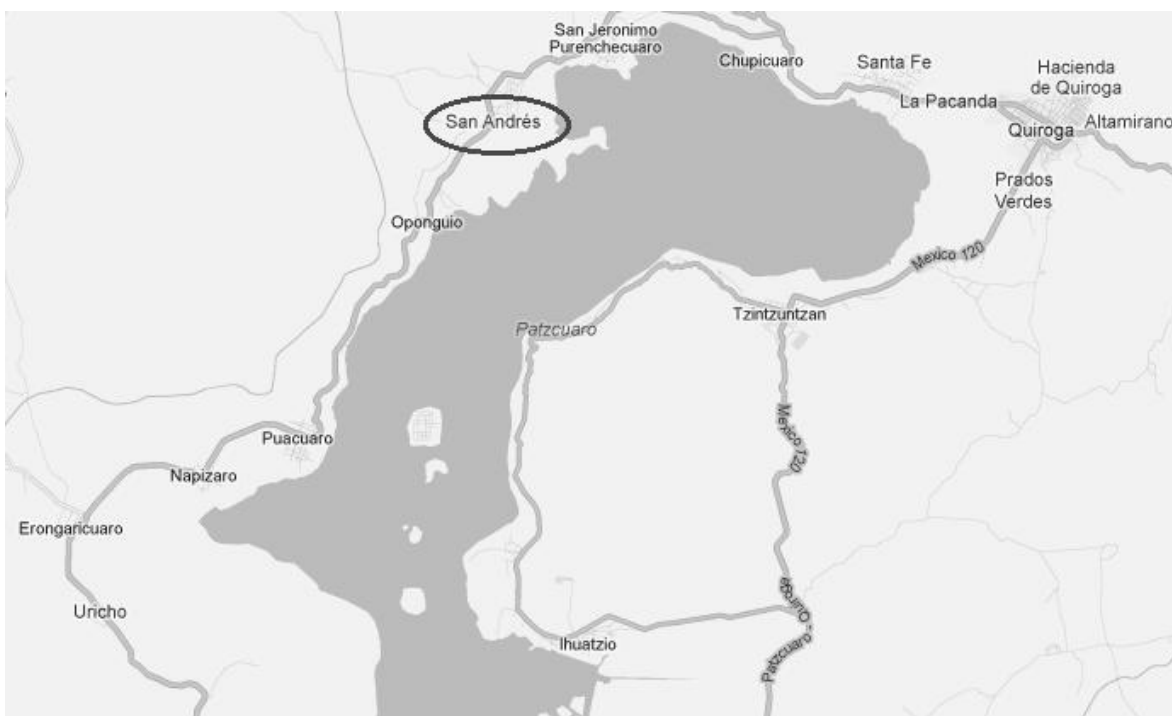 San Jeronimo
Purenchecuaro
Chupicuaro
Santa Fe
Hacienda
de Quiroga
La Pacanda
San Andrés
Quiroga
Altamirano
Prados
Verdes
Oponguio
Mexico 120
Tzintzuntzan
Patzcuaro
Mexico 120
Puacuaro
Napizaro
Erongaricuaro
Uricho
Ihuatzio
Patzcuaro - Quiroga